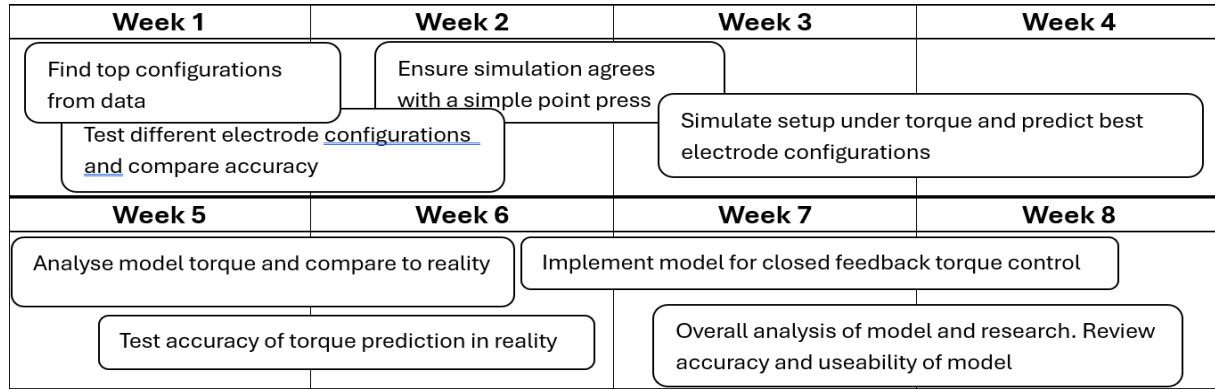 Week 1 Week 2 Week 3 Week 4
Find top configurations
from data
Test different electrode configurations
and compare accuracy
Ensure simulation agrees
with a simple point press
Simulate setup under torque and predict best
electrode configurations
Week 5 Week 6 Week 7 Week 8
Analyse model torque and compare to reality
Test accuracy of torque prediction in reality
Implement model for closed feedback torque control
Overall analysis of model and research. Review
accuracy and useability of model